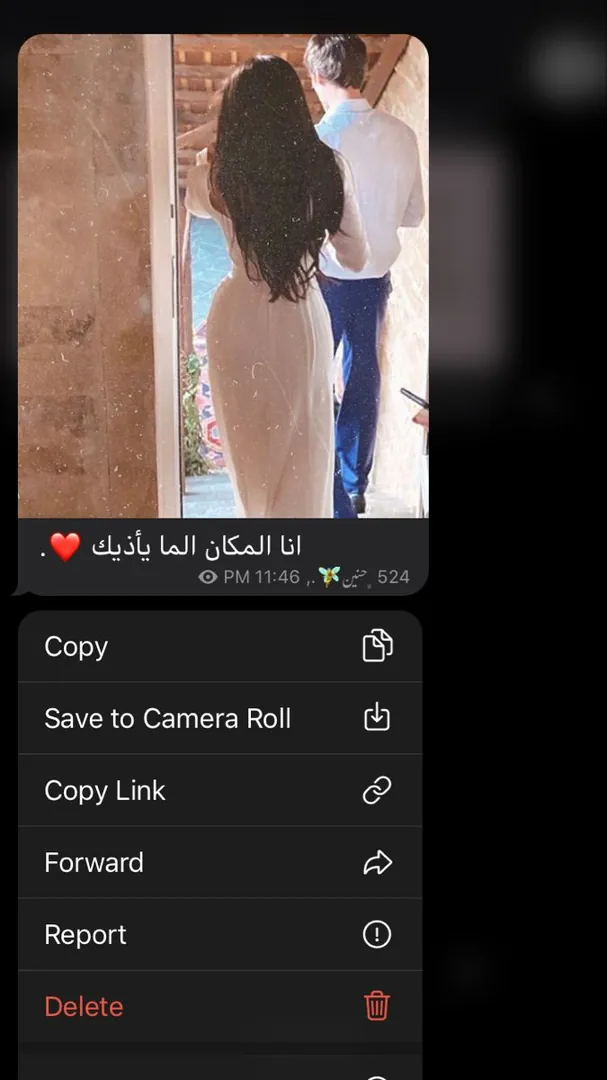 انا المكان الما يأذيك ❤️.
524 حنين 🧚 ., 11:46 PM
Copy
Save to Camera Roll
Copy Link
Forward
Report
Delete